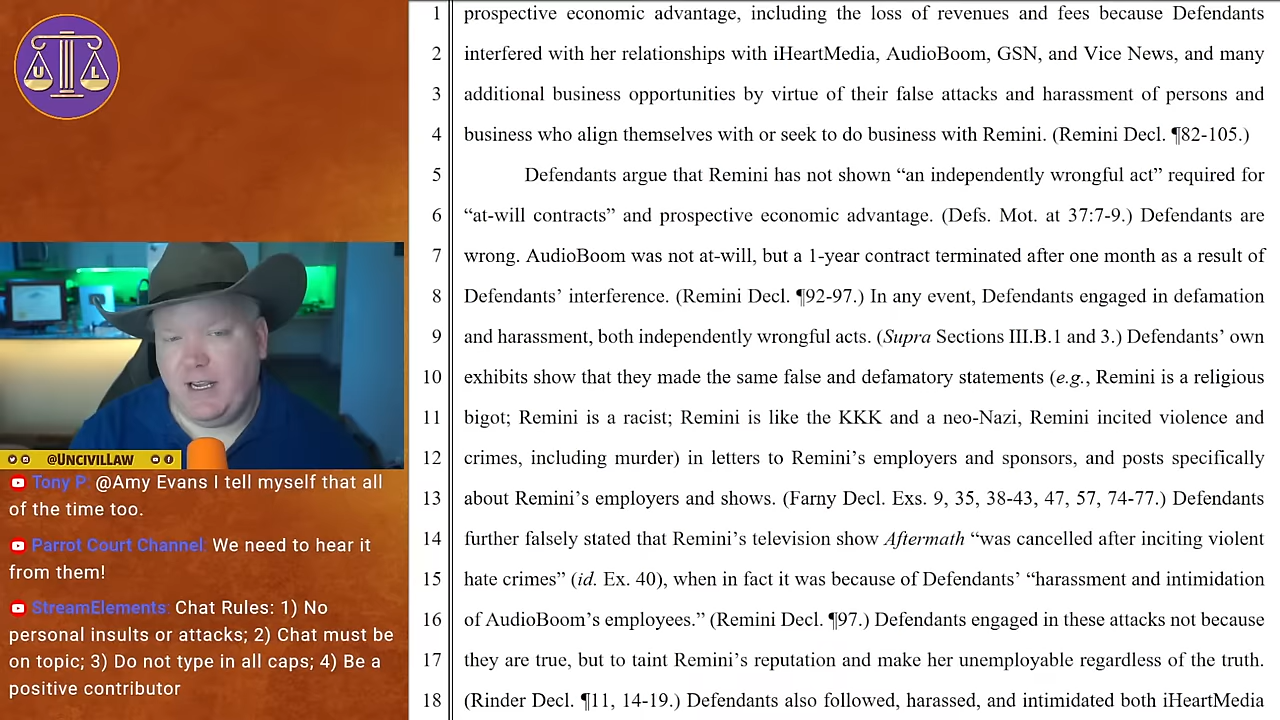 U L
@UNCIVILLAW
Tony P: @Amy Evans I tell myself that all
of the time too.
Parrot Court Channel: We need to hear it
from them!
StreamElements: Chat Rules: 1) No
personal insults or attacks; 2) Chat must be
on topic; 3) Do not type in all caps; 4) Be a
positive contributor
1 prospective economic advantage, including the loss of revenues and fees because Defendants
2 interfered with her relationships with iHeartMedia, AudioBoom, GSN, and Vice News, and many
3 additional business opportunities by virtue of their false attacks and harassment of persons and
4 business who align themselves with or seek to do business with Remini. (Remini Decl. ¶82-105.)
5 Defendants argue that Remini has not shown “an independently wrongful act” required for
6 “at-will contracts” and prospective economic advantage. (Defs. Mot. at 37:7-9.) Defendants are
7 wrong. AudioBoom was not at-will, but a 1-year contract terminated after one month as a result of
8 Defendants’ interference. (Remini Decl. ¶92-97.) In any event, Defendants engaged in defamation
9 and harassment, both independently wrongful acts. (Supra Sections III.B.1 and 3.) Defendants’ own
10 exhibits show that they made the same false and defamatory statements (e.g., Remini is a religious
11 bigot; Remini is a racist; Remini is like the KKK and a neo-Nazi, Remini incited violence and
12 crimes, including murder) in letters to Remini’s employers and sponsors, and posts specifically
13 about Remini’s employers and shows. (Farny Decl. Exs. 9, 35, 38-43, 47, 57, 74-77.) Defendants
14 further falsely stated that Remini’s television show Aftermath “was cancelled after inciting violent
15 hate crimes” (id. Ex. 40), when in fact it was because of Defendants’ “harassment and intimidation
16 of AudioBoom’s employees.” (Remini Decl. ¶97.) Defendants engaged in these attacks not because
17 they are true, but to taint Remini’s reputation and make her unemployable regardless of the truth.
18 (Rinder Decl. ¶11, 14-19.) Defendants also followed, harassed, and intimidated both iHeartMedia